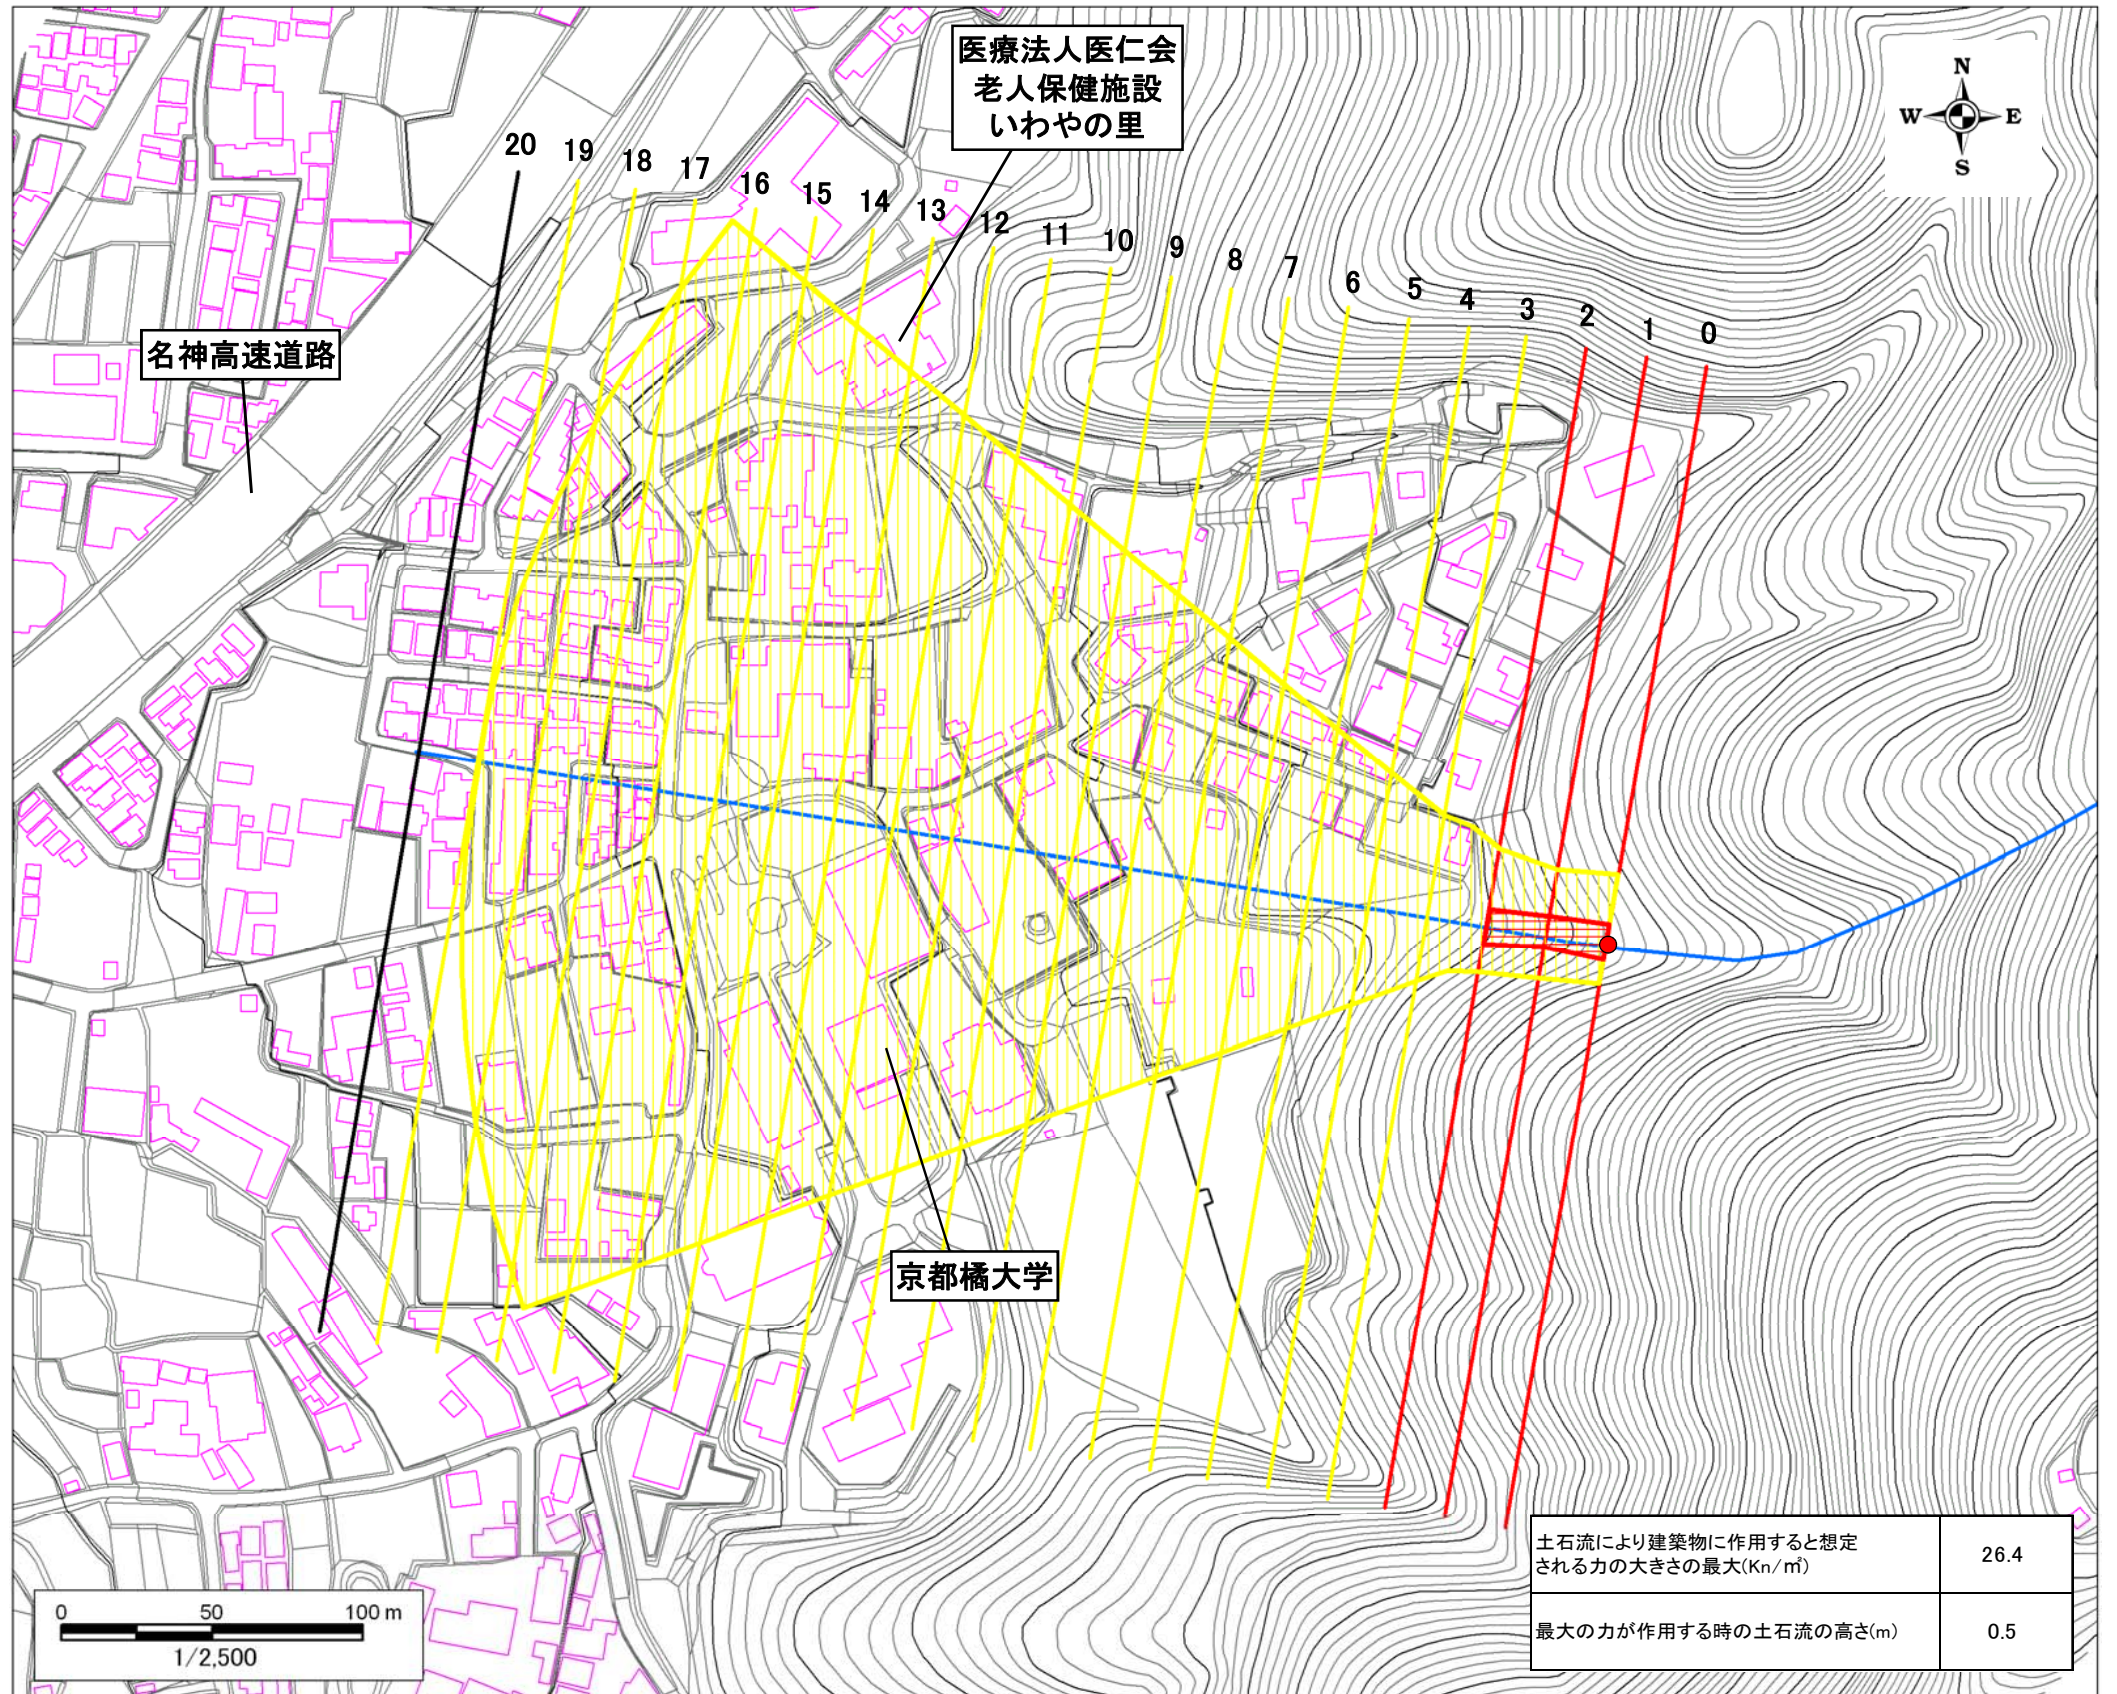 医療法人医仁会
老人保健施設
いわやの里
N
W
E
S
20
19
18
17
16
15
14
13
12
11
10
9
8
7
6
5
4
3
2
1
0
名神高速道路
京都橘大学
土石流により建築物に作用すると想定
される力の大きさの最大(Kn/㎡)
26.4
最大の力が作用する時の土石流の高さ(m)
0.5
0
50
100 m
1/2,500